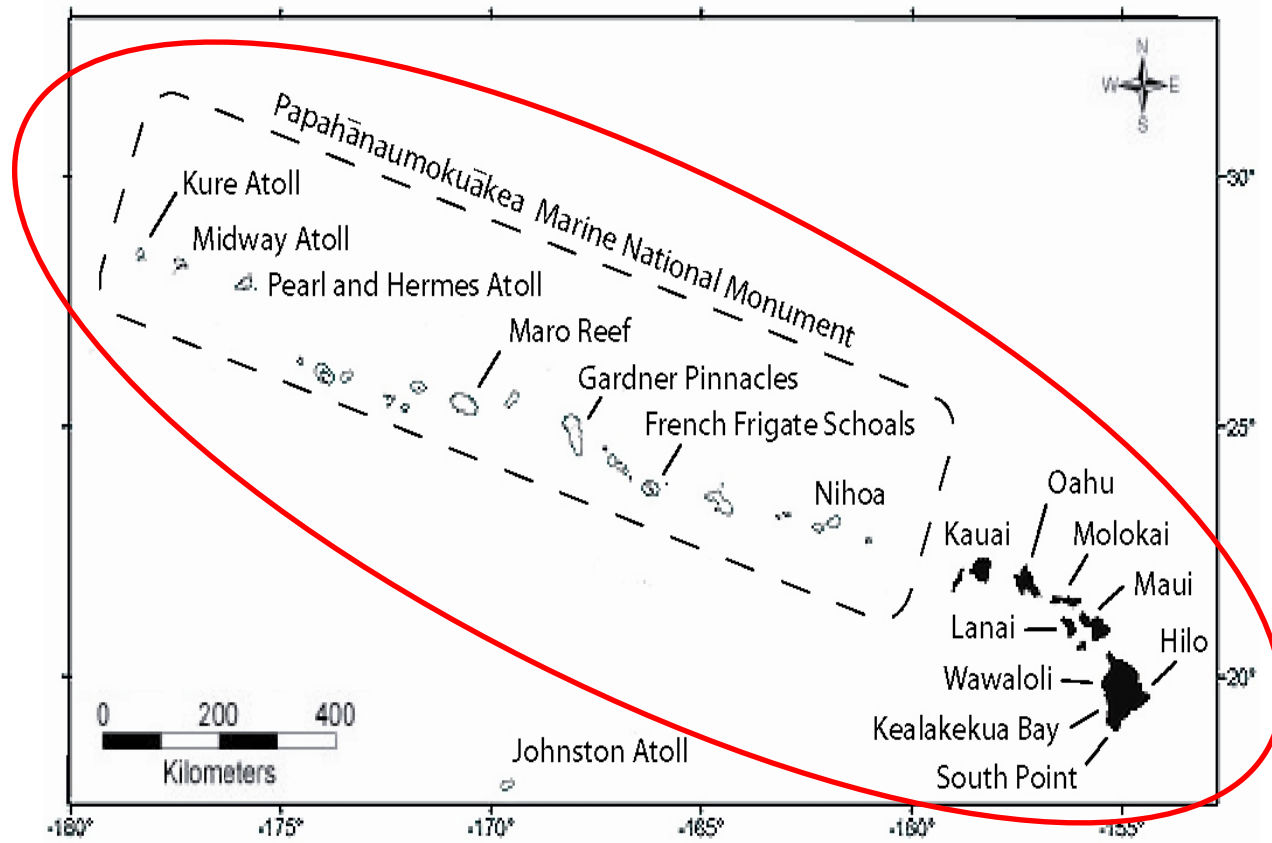 N
W E
S
Papahānaumokuākea Marine National Monument
Kure Atoll
Midway Atoll
Pearl and Hermes Atoll
Maro Reef
Gardner Pinnacles
French Frigate Schoals
Nihoa
Oahu
Kauai
Molokai
Maui
Lanai
Hilo
Wawaloli
Kealakekua Bay
South Point
Johnston Atoll
0 200 400
Kilometers
30°
25°
20°
-180° -175° -170° -165° -160° -155°